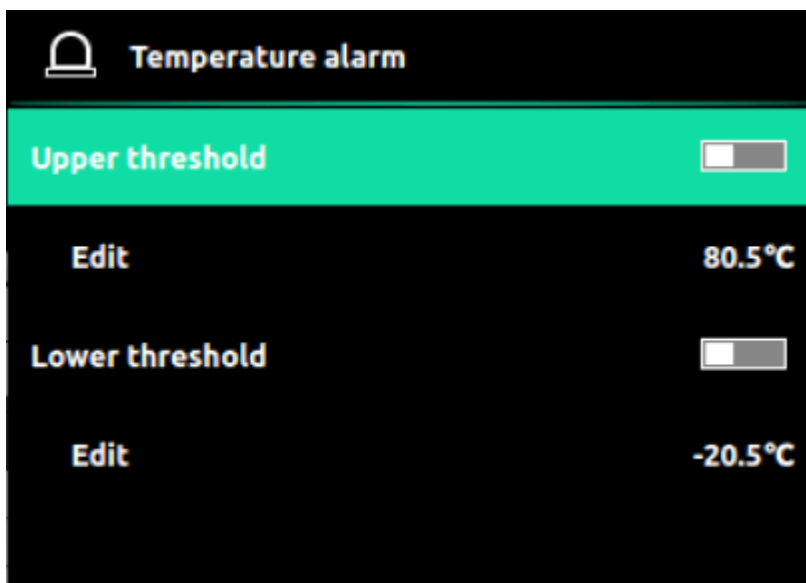 Temperature alarm
Upper threshold
Edit 80.5°C
Lower threshold
Edit -20.5°C